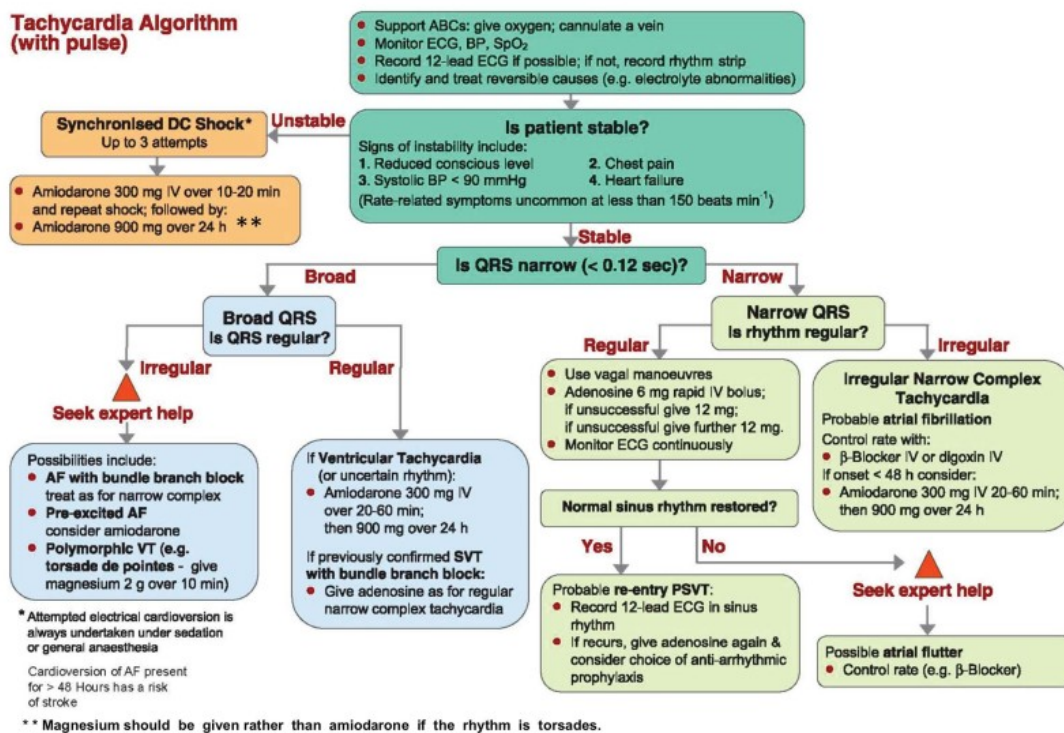 Tachycardia Algorithm
(with pulse)
Support ABCs: give oxygen; cannulate a vein
Monitor ECG, BP, SpO₂
Record 12-lead ECG if possible; if not, record rhythm strip
Identify and treat reversible causes (e.g. electrolyte abnormalities)
Is patient stable?
Signs of instability include:
1. Reduced conscious level 2. Chest pain
3. Systolic BP < 90 mmHg 4. Heart failure
(Rate-related symptoms uncommon at less than 150 beats min⁻¹)
Unstable
Synchronised DC Shock*
Up to 3 attempts
Amiodarone 300 mg IV over 10-20 min
and repeat shock; followed by:
Amiodarone 900 mg over 24 h **
Stable
Is QRS narrow (< 0.12 sec)?
Broad
Narrow
Broad QRS
Is QRS regular?
Irregular
Regular
Seek expert help
Possibilities include:
AF with bundle branch block
treat as for narrow complex
Pre-excited AF
consider amiodarone
Polymorphic VT (e.g.
torsade de pointes - give
magnesium 2 g over 10 min)
If Ventricular Tachycardia
(or uncertain rhythm):
Amiodarone 300 mg IV
over 20-60 min;
then 900 mg over 24 h
If previously confirmed SVT
with bundle branch block:
Give adenosine as for regular
narrow complex tachycardia
Narrow QRS
Is rhythm regular?
Regular
Irregular
Use vagal manoeuvres
Adenosine 6 mg rapid IV bolus;
if unsuccessful give 12 mg;
if unsuccessful give further 12 mg.
Monitor ECG continuously
Irregular Narrow Complex
Tachycardia
Probable atrial fibrillation
Control rate with:
β-Blocker IV or digoxin IV
If onset < 48 h consider:
Amiodarone 300 mg IV 20-60 min;
then 900 mg over 24 h
Normal sinus rhythm restored?
Yes
No
Probable re-entry PSVT:
Record 12-lead ECG in sinus
rhythm
If recurs, give adenosine again &
consider choice of anti-arrhythmic
prophylaxis
Seek expert help
Possible atrial flutter
Control rate (e.g. β-Blocker)
* Attempted electrical cardioversion is
always undertaken under sedation
or general anaesthesia
Cardioversion of AF present
for > 48 Hours has a risk
of stroke
** Magnesium should be given rather than amiodarone if the rhythm is torsades.